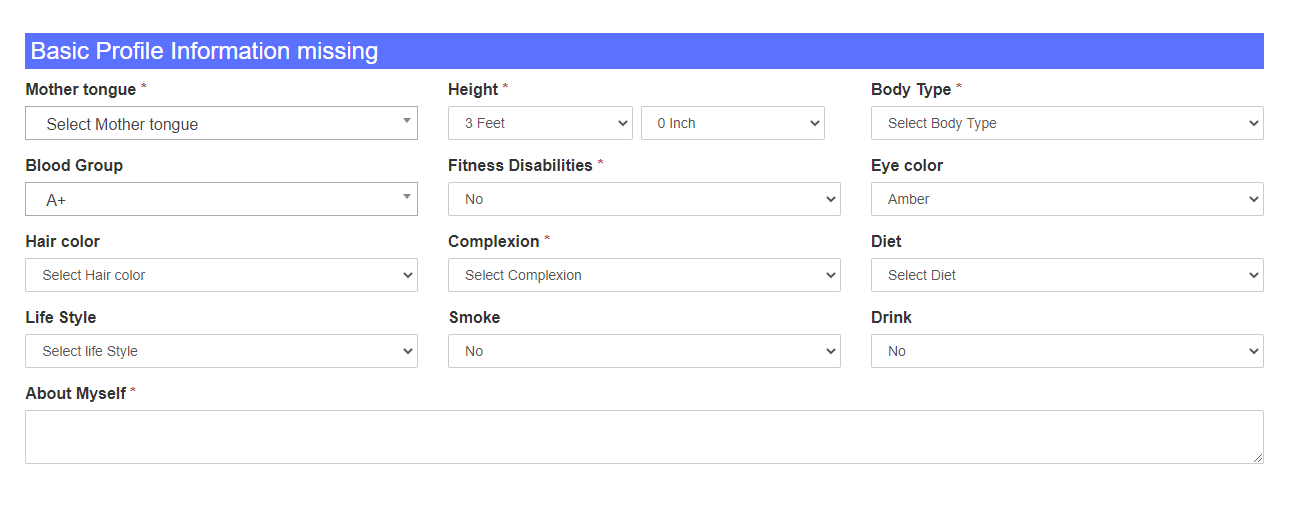 Basic Profile Information missing
Mother tongue * Height * Body Type *
Select Mother tongue 3 Feet 0 Inch Select Body Type
Blood Group Fitness Disabilities * Eye color
A+ No Amber
Hair color Complexion * Diet
Select Hair color Select Complexion Select Diet
Life Style Smoke Drink
Select life Style No No
About Myself *